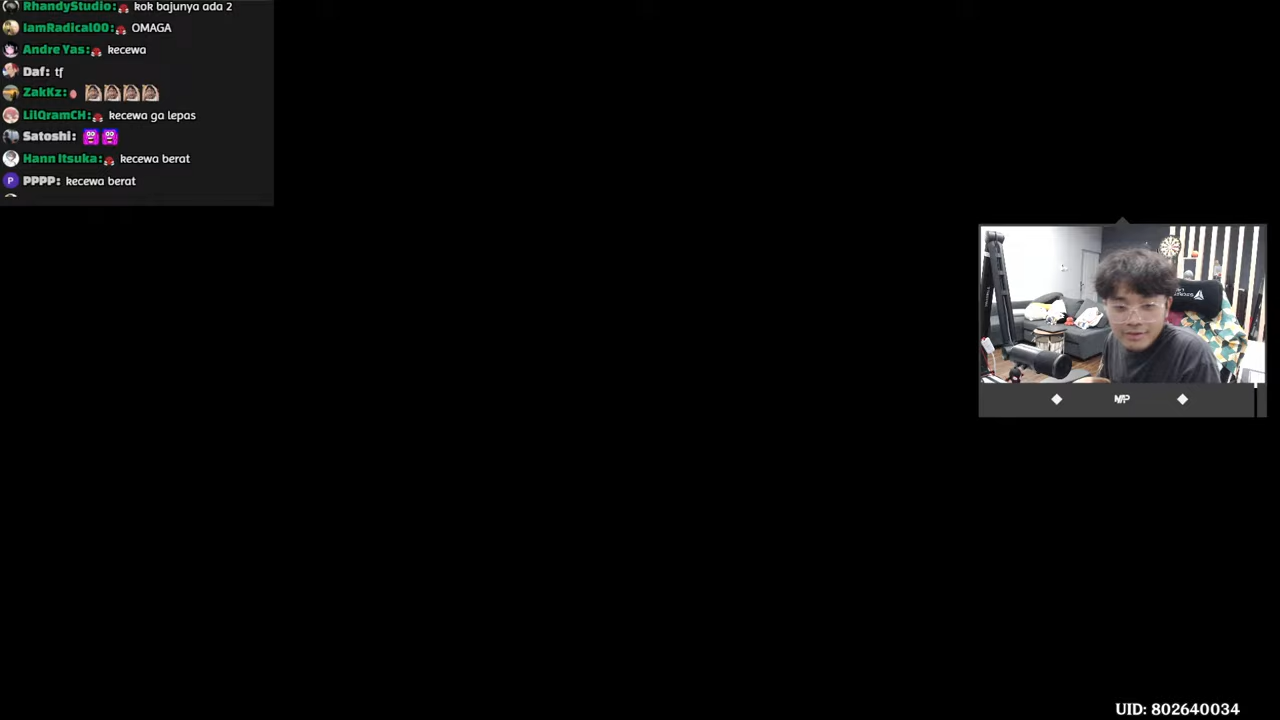 RhandyStudio: kok bajunya ada 2
IamRadical00: OMAGA
Andre Yas: kecewa
Daf: tf
ZakKz:
LilQramCH: kecewa ga lepas
Satoshi:
Hann Itsuka: kecewa berat
P PPPP: kecewa berat
UID: 802640034